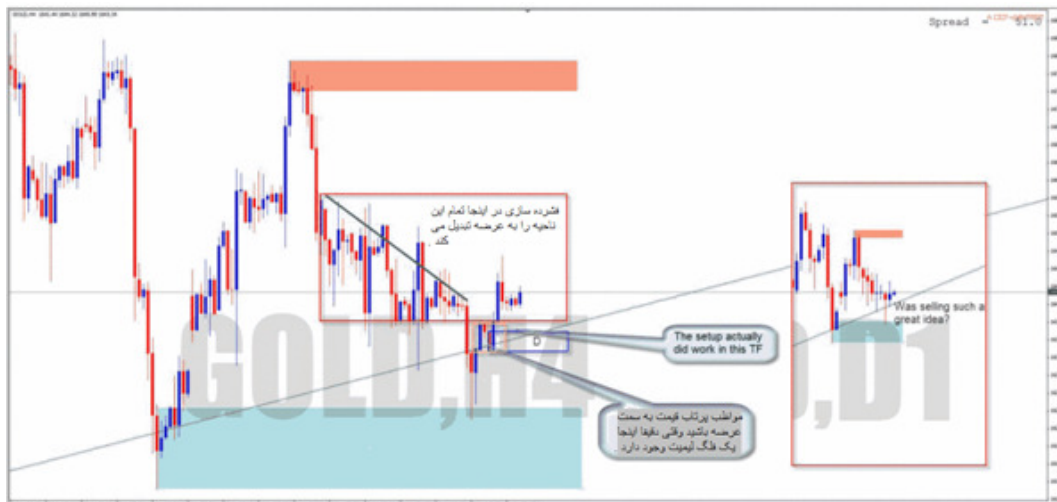 Spread = 51.0
فشرده سازی در اینجا تمام این
ناحیه را به عرضه تبدیل می
کند .
Was selling such a
great idea?
The setup actually
did work in this TF
D
GOLD,H4
,D1
مواظب پرتاب قیمت به سمت
عرضه باشید وقتی دقیقا اینجا
یک فلگ لیمیت وجود دارد .